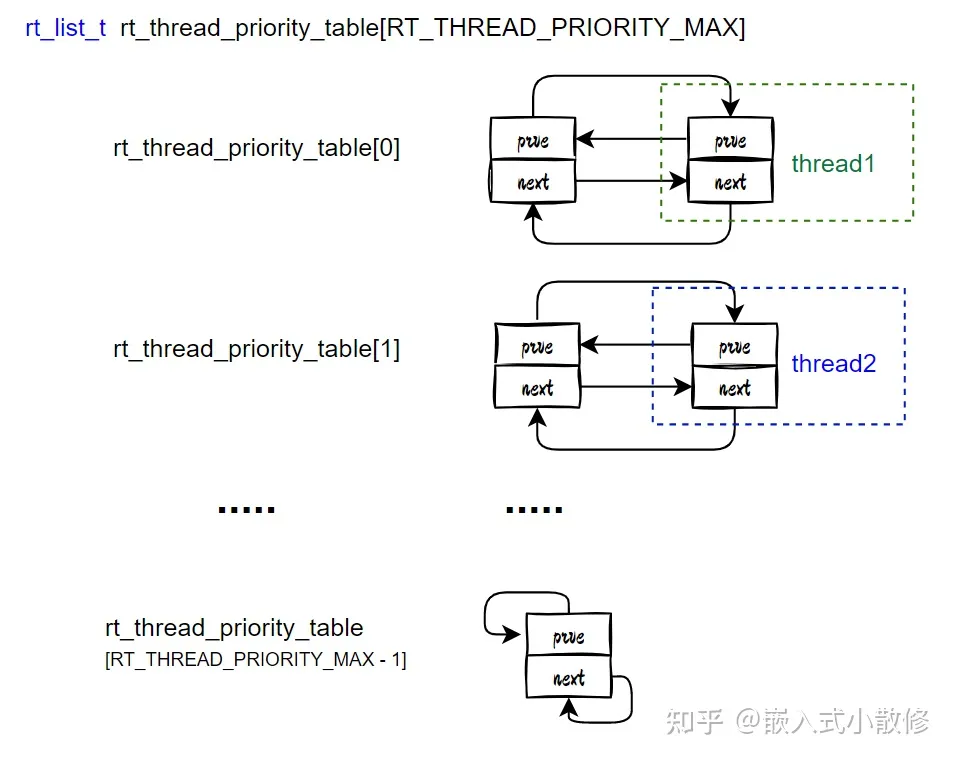 rt_list_t rt_thread_priority_table[RT_THREAD_PRIORITY_MAX]
rt_thread_priority_table[0]
prve
next
prve
next
thread1
rt_thread_priority_table[1]
prve
next
prve
next
thread2
..... .....
rt_thread_priority_table
[RT_THREAD_PRIORITY_MAX - 1]
prve
next
知乎 @嵌入式小散修